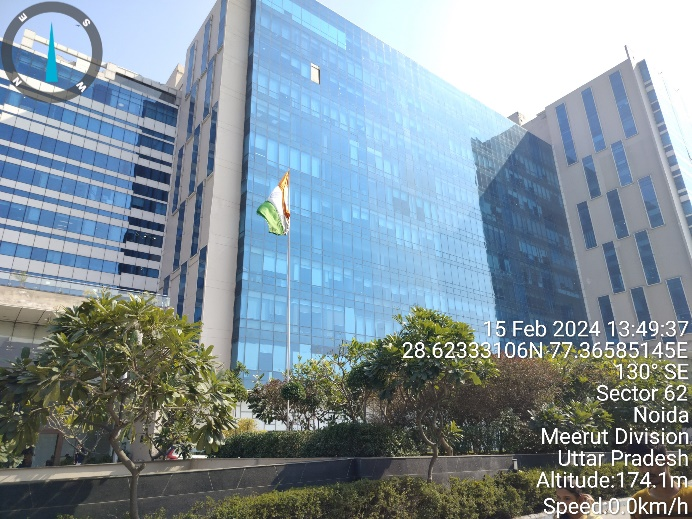 S
E
W
N
15 Feb 2024 13:49:37
28.62333106N 77.36585145E
130° SE
Sector 62
Noida
Meerut Division
Uttar Pradesh
Altitude:174.1m
Speed:0.0km/h